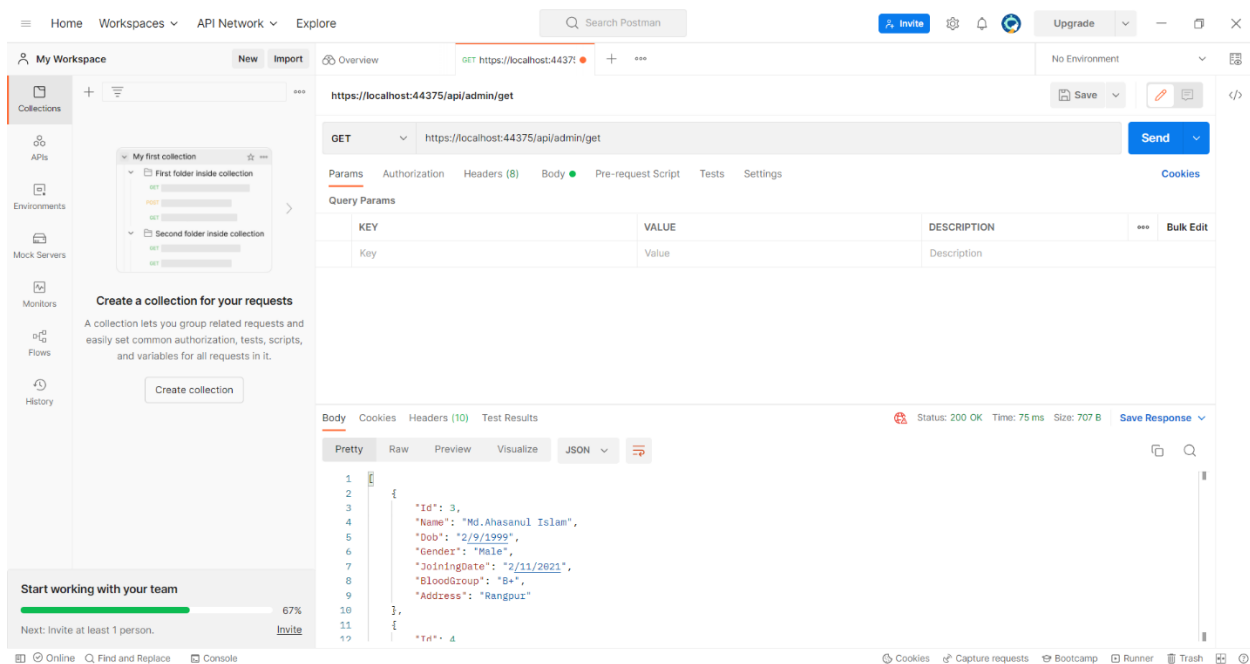 Home Workspaces API Network Explore Search Postman Invite Upgrade
My Workspace New Import Overview GET https://localhost:4437! No Environment
Collections
APIs
Environments
Mock Servers
Monitors
Flows
History
My first collection
First folder inside collection
GET
POST
GET
Second folder inside collection
GET
GET
Create a collection for your requests
A collection lets you group related requests and
easily set common authorization, tests, scripts,
and variables for all requests in it.
Create collection
Start working with your team
67%
Next: Invite at least 1 person. Invite
https://localhost:44375/api/admin/get Save
GET https://localhost:44375/api/admin/get Send
Params Authorization Headers (8) Body Pre-request Script Tests Settings Cookies
Query Params
KEY VALUE DESCRIPTION Bulk Edit
Key Value Description
Body Cookies Headers (10) Test Results Status: 200 OK Time: 75 ms Size: 707 B Save Response
Pretty Raw Preview Visualize JSON
1 [
2 {
3 "Id": 3,
4 "Name": "Md.Ahasanul Islam",
5 "Dob": "2/9/1999",
6 "Gender": "Male",
7 "JoiningDate": "2/11/2021",
8 "BloodGroup": "B+",
9 "Address": "Rangpur"
10 },
11 {
12 "Id": 4
Online Find and Replace Console Cookies Capture requests Bootcamp Runner Trash